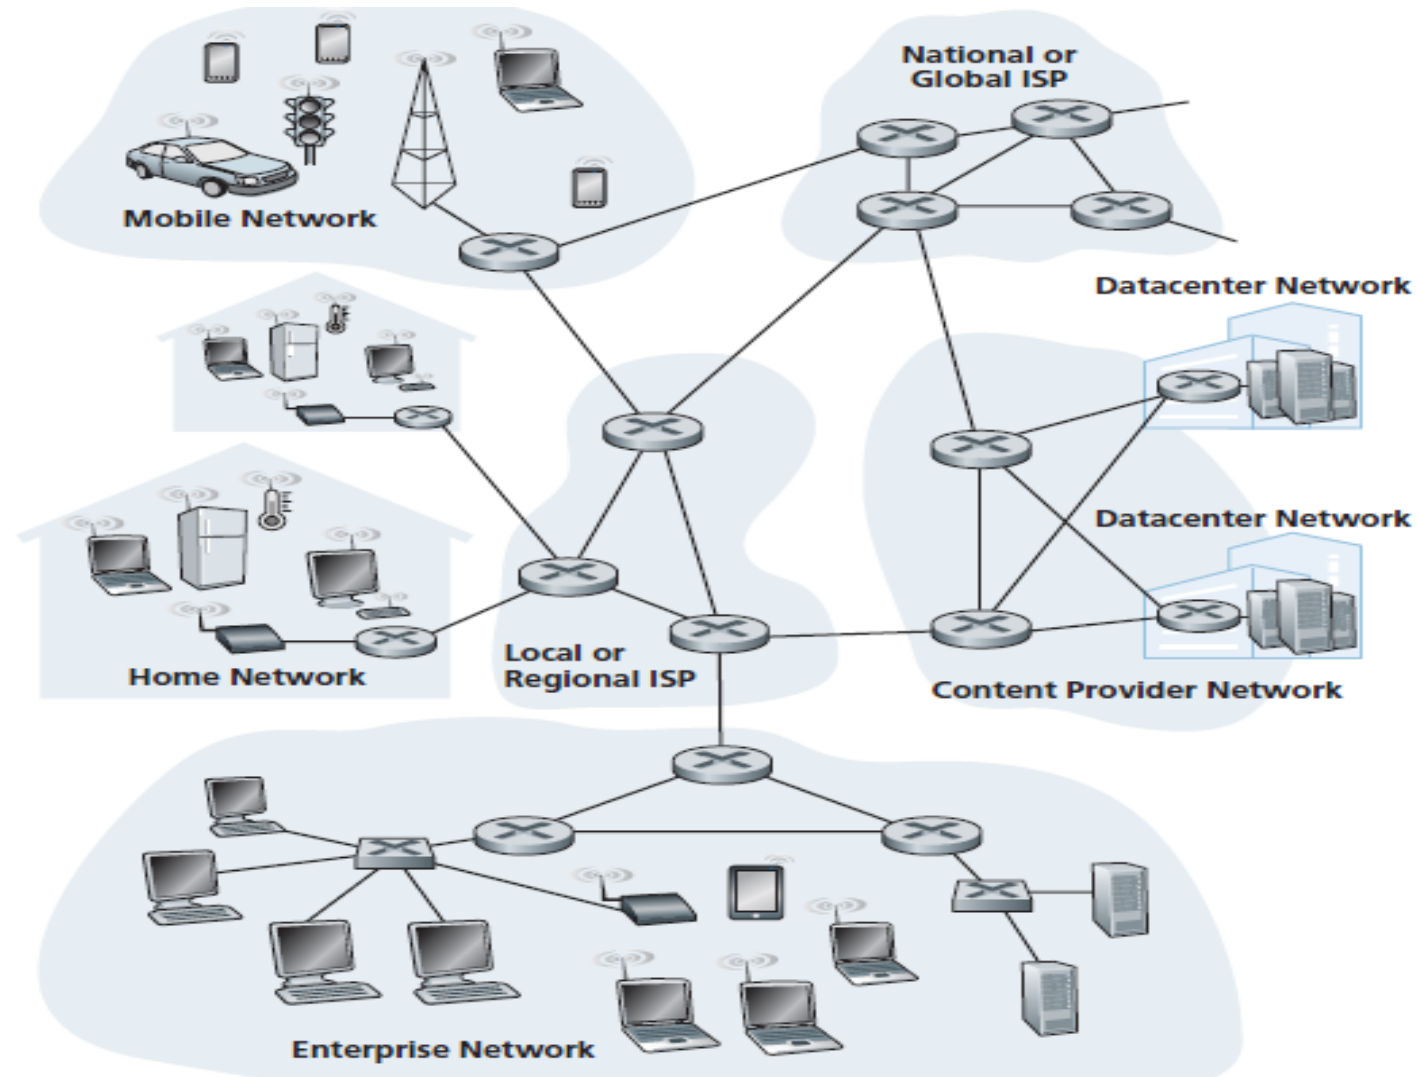 National or
Global ISP
Mobile Network
Datacenter Network
Datacenter Network
Local or
Regional ISP
Home Network
Content Provider Network
Enterprise Network